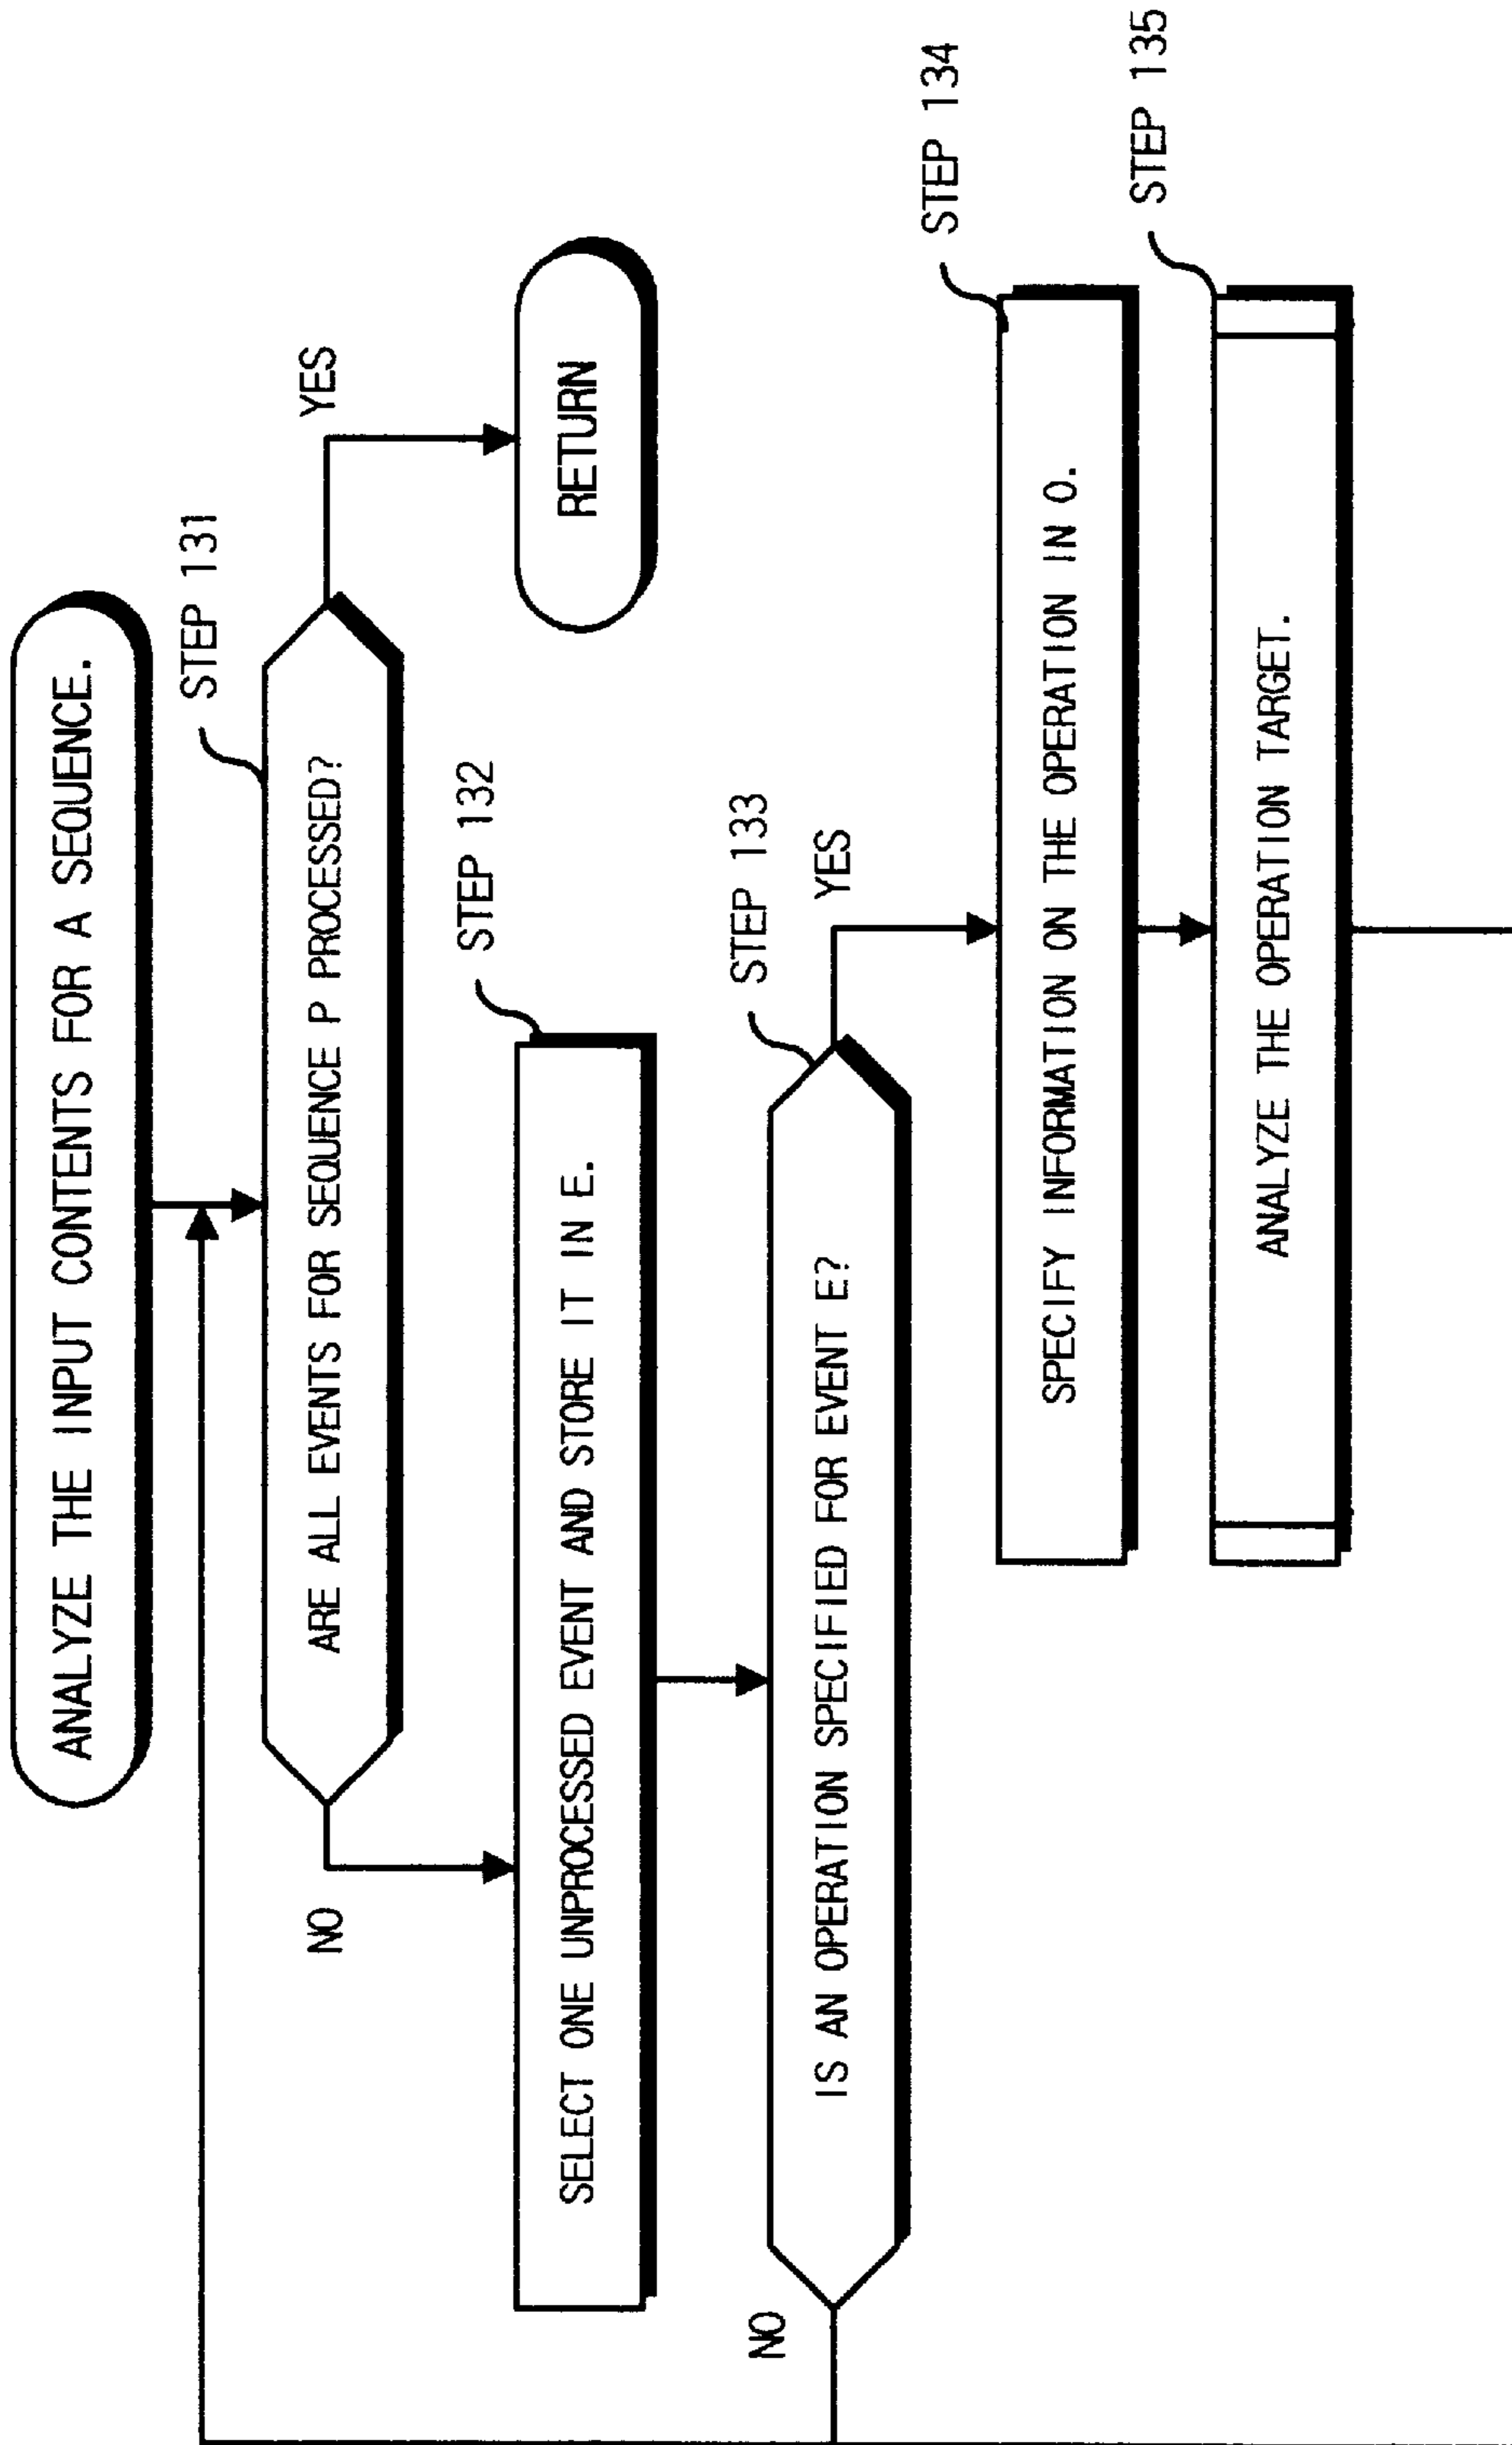 ANALYZE THE INPUT CONTENTS FOR A SEQUENCE.
STEP 131
ARE ALL EVENTS FOR SEQUENCE P PROCESSED?
YES
NO
RETURN
STEP 132
SELECT ONE UNPROCESSED EVENT AND STORE IT IN E.
STEP 133
IS AN OPERATION SPECIFIED FOR EVENT E?
YES
NO
STEP 134
SPECIFY INFORMATION ON THE OPERATION IN O.
STEP 135
ANALYZE THE OPERATION TARGET.